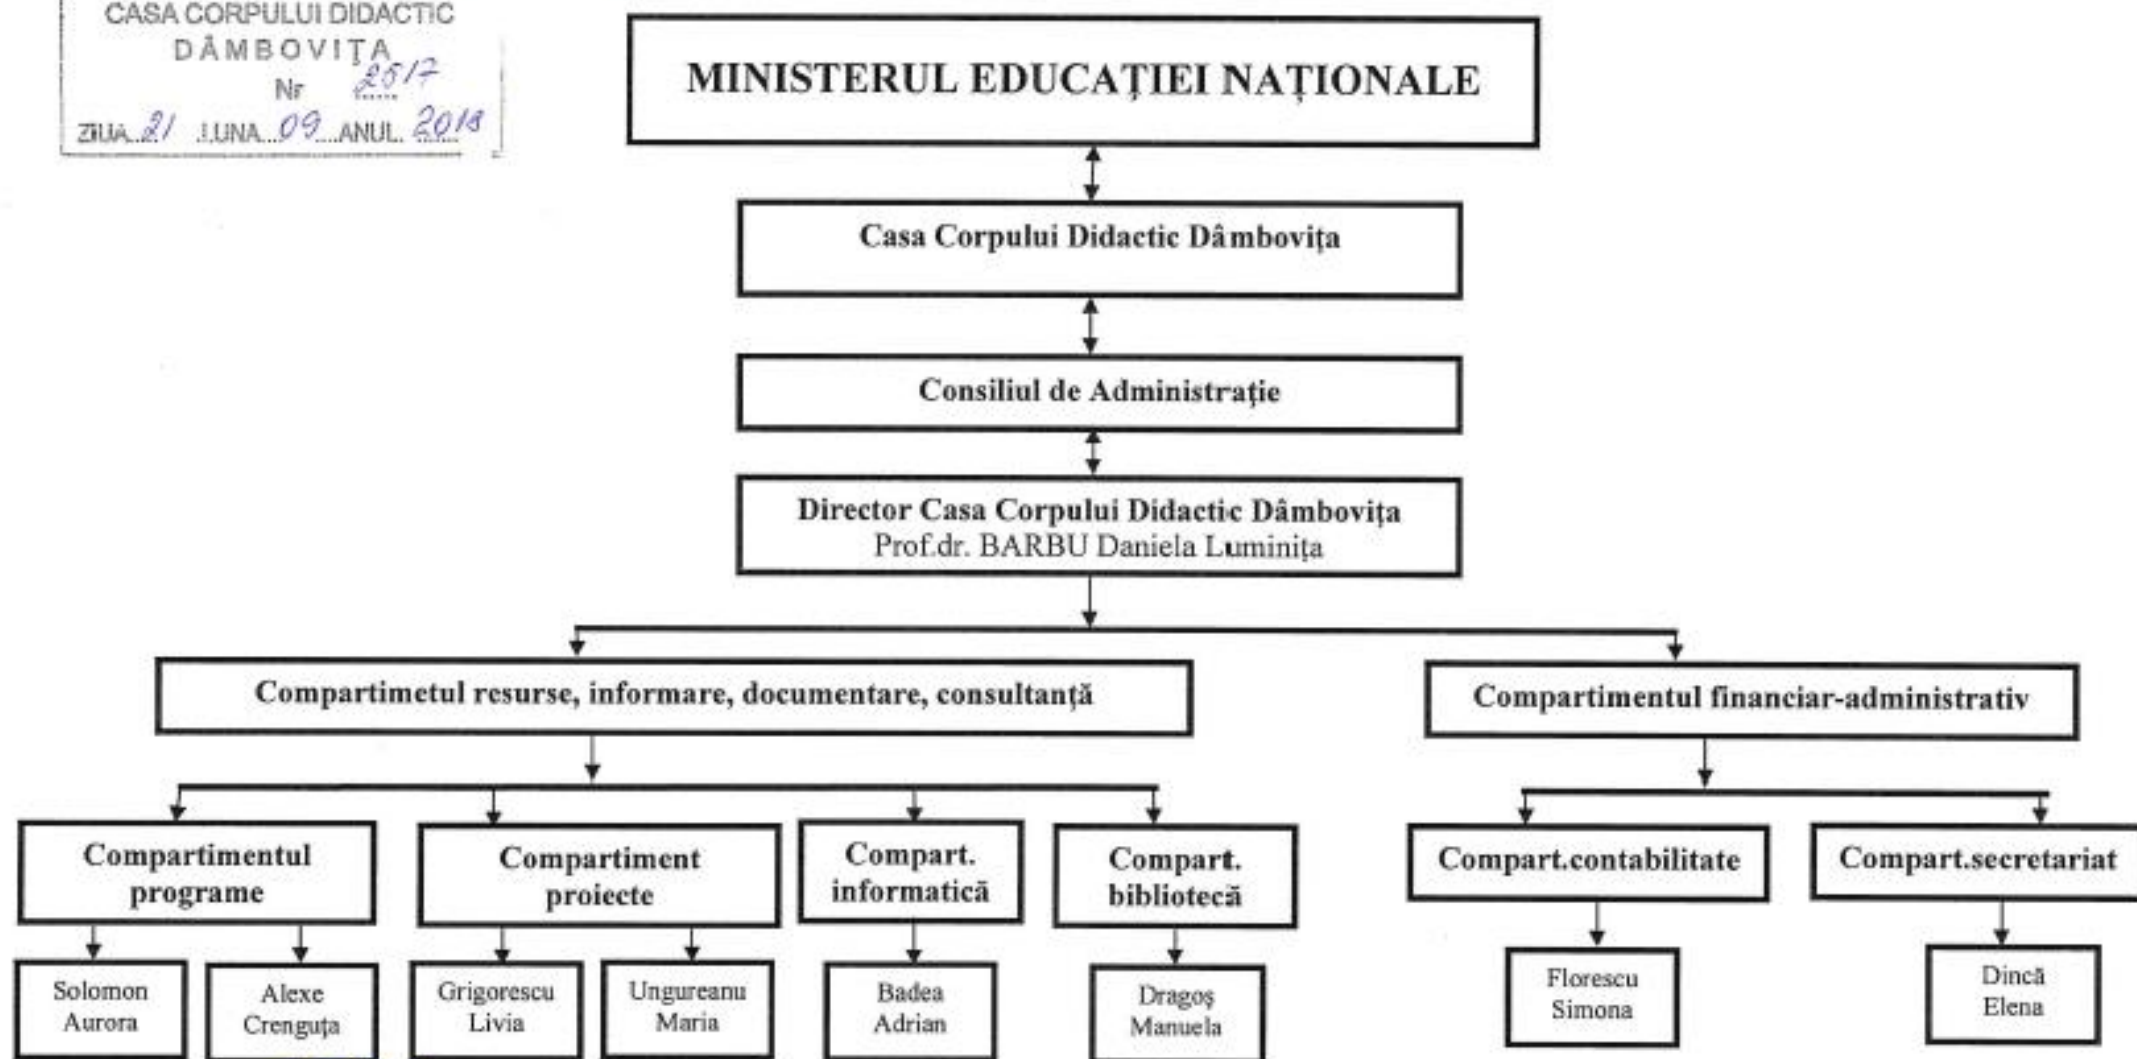 CASA CORPULUI DIDACTIC
DÂMBOVIȚA
Nr 2517
ZIUA 21 LUNA 09 ANUL 2018
MINISTERUL EDUCAȚIEI NAȚIONALE
Casa Corpului Didactic Dâmbovița
Consiliul de Administrație
Director Casa Corpului Didactic Dâmbovița
Prof.dr. BARBU Daniela Luminița
Compartimetul resurse, informare, documentare, consultanță
Compartimentul financiar-administrativ
Compartimentul
programe
Compartiment
proiecte
Compart.
informatică
Compart.
bibliotecă
Compart.contabilitate
Compart.secretariat
Solomon
Aurora
Alexe
Crenguța
Grigorescu
Livia
Ungureanu
Maria
Badea
Adrian
Dragoș
Manuela
Florescu
Simona
Dincă
Elena